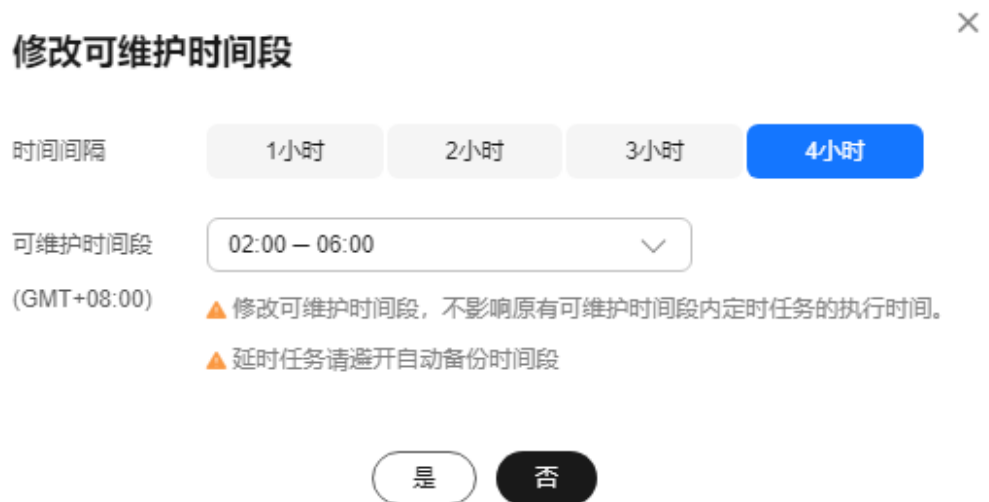 修改可维护时间段
时间间隔 1小时 2小时 3小时 4小时
可维护时间段 02:00 — 06:00
(GMT+08:00) 修改可维护时间段，不影响原有可维护时间段内定时任务的执行时间。
延时任务请避开自动备份时间段
是 否